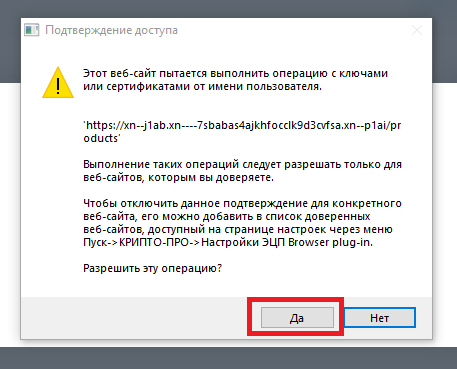 Подтверждение доступа
Этот веб-сайт пытается выполнить операцию с ключами
или сертификатами от имени пользователя.
'https://xn--j1ab.xn----7sbabas4ajkhfocclk9d3cvfsa.xn--p1ai/pr
oducts'
Выполнение таких операций следует разрешать только для
веб-сайтов, которым вы доверяете.
Чтобы отключить данное подтверждение для конкретного
веб-сайта, его можно добавить в список доверенных
веб-сайтов, доступный на странице настроек через меню
Пуск->КРИПТО-ПРО->Настройки ЭЦП Browser plug-in.
Разрешить эту операцию?
Да Нет